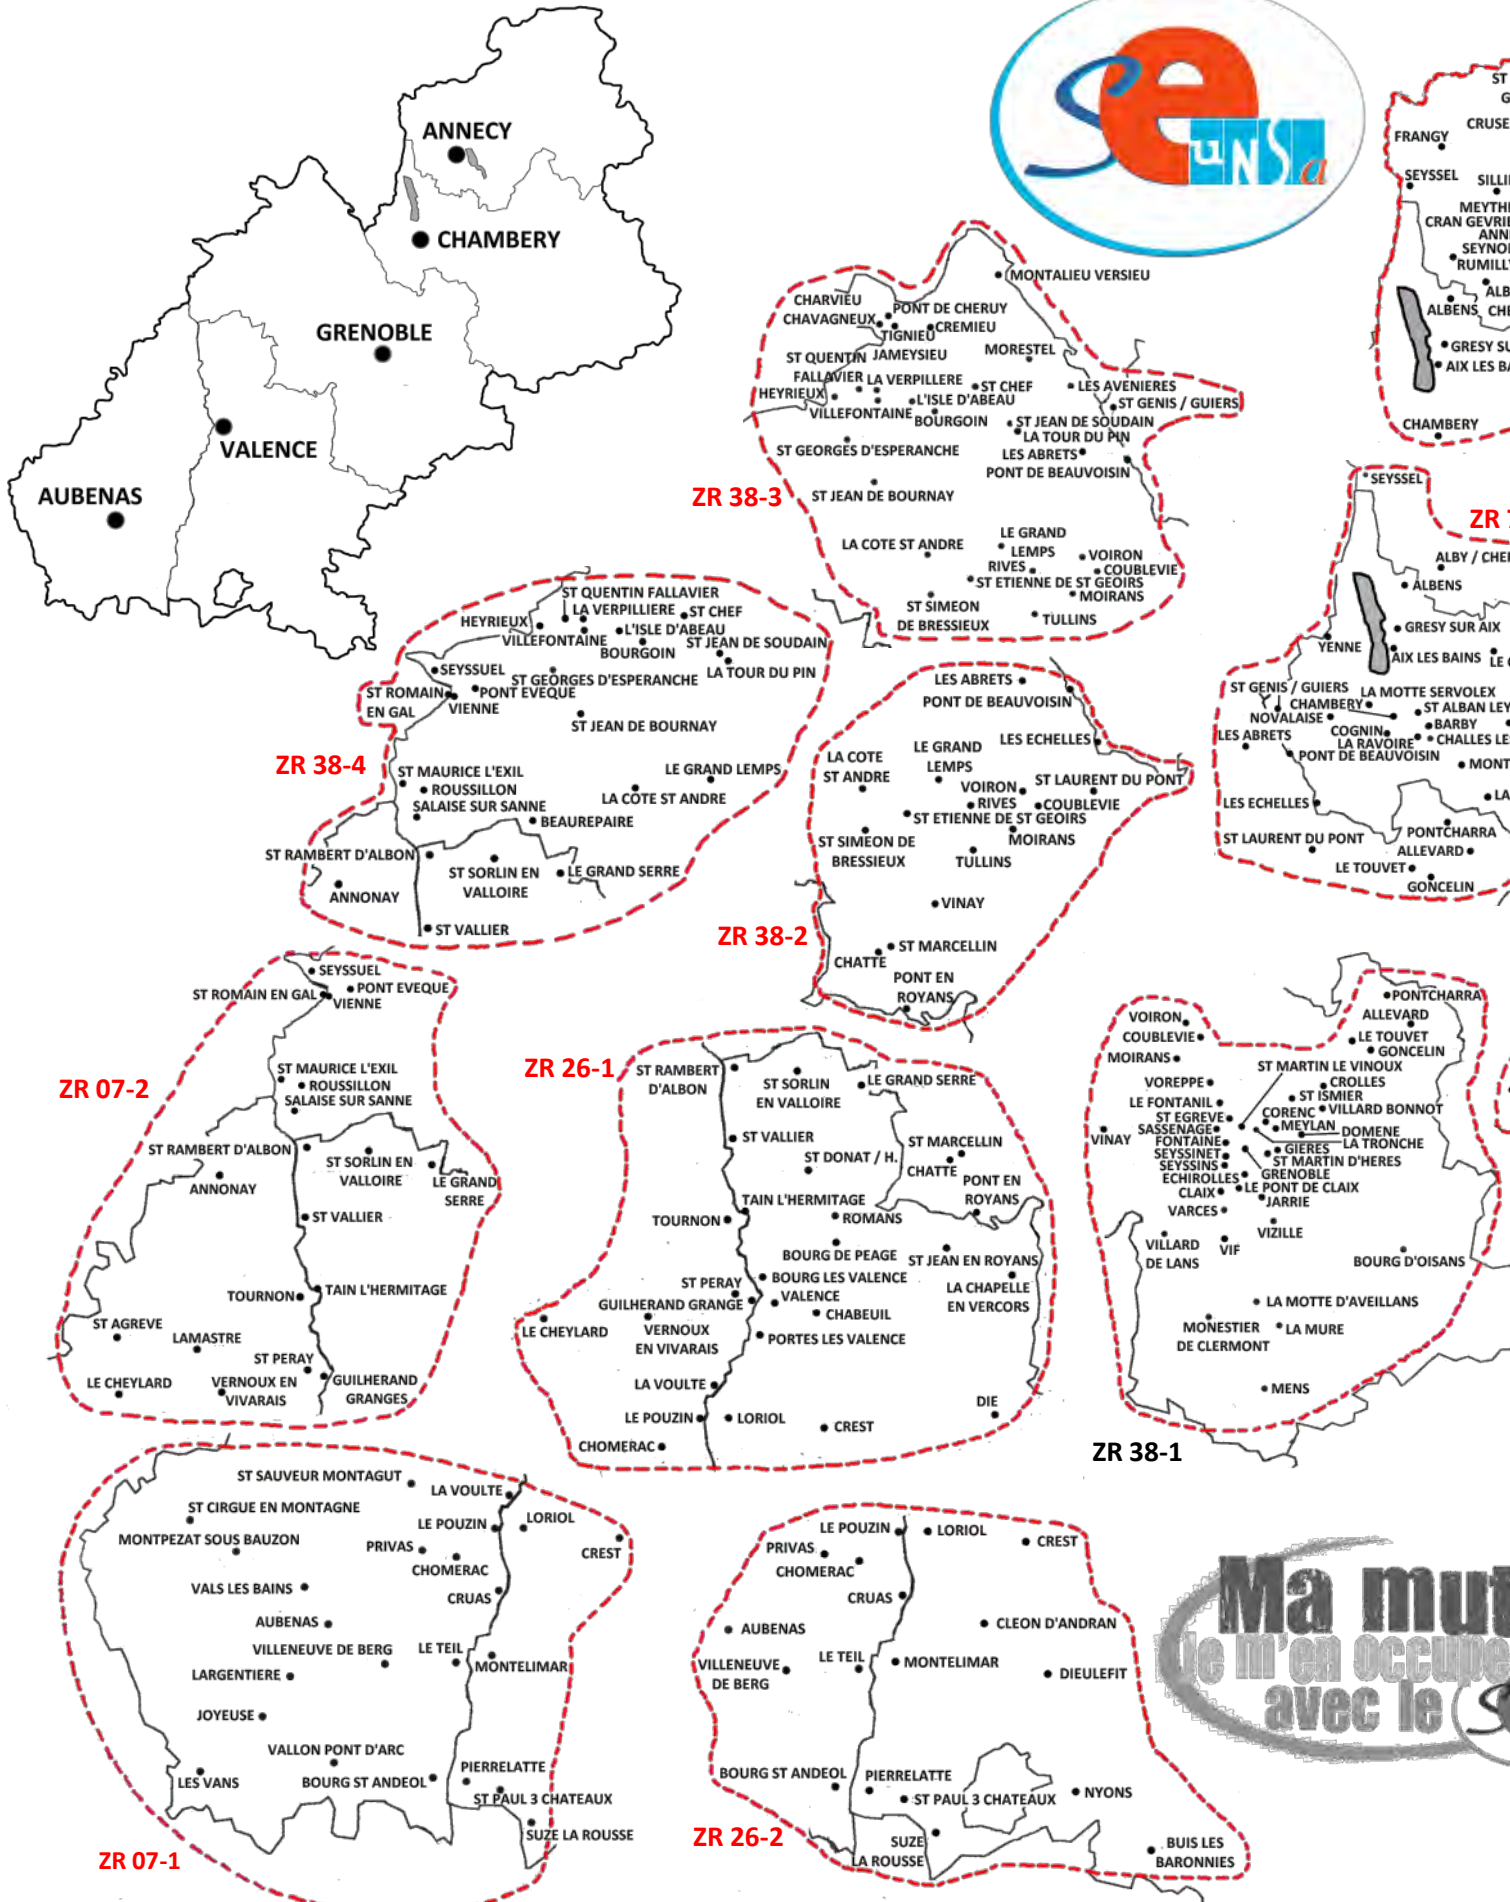 ANNECY
CHAMBERY
GRENOBLE
VALENCE
AUBENAS
Se UNSa
ST
G
CRUSE
FRANGY
SEYSSEL
SILLI
MEYTHE
CRAN GEVRIE
ANNE
SEYNOD
RUMILLY
ALB
ALBENS
CHE
GRESY SU
AIX LES BA
CHAMBERY
ZR 38-3
MONTALIEU VERSIEU
CHARVIEU
CHAVAGNEUX
PONT DE CHERUY
TIGNIEU
JAMEYSIEU
CREMIEU
MORESTEL
ST QUENTIN
FALLAVIER
LA VERPILLERE
ST CHEF
LES AVENIERES
HEYRIEUX
L'ISLE D'ABEAU
ST GENIS / GUIERS
VILLEFONTAINE
BOURGOIN
ST JEAN DE SOUDAIN
LA TOUR DU PIN
ST GEORGES D'ESPERANCHE
LES ABRETS
PONT DE BEAUVOISIN
ST JEAN DE BOURNAY
LA COTE ST ANDRE
LE GRAND
LEMPS
VOIRON
RIVES
COUBLEVIE
ST ETIENNE DE ST GEOIRS
MOIRANS
ST SIMEON
DE BRESSIEUX
TULLINS
SEYSSEL
ZR 7
ALBY / CHER
ALBENS
GRESY SUR AIX
YENNE
AIX LES BAINS
LE
ST GENIS / GUIERS
LA MOTTE SERVOLEX
CHAMBERY
ST ALBAN LEY
NOVALAISE
BARBY
COGNIN
LES ABRETS
LA RAVOIRE
CHALLES LES
PONT DE BEAUVOISIN
MONT
LA
LES ECHELLES
PONTCHARRA
ST LAURENT DU PONT
ALLEVARD
LE TOUVET
GONCELIN
ZR 38-4
ST QUENTIN FALLAVIER
LA VERPILLIERE
ST CHEF
HEYRIEUX
L'ISLE D'ABEAU
VILLEFONTAINE
BOURGOIN
ST JEAN DE SOUDAIN
SEYSSUEL
LA TOUR DU PIN
ST GEORGES D'ESPERANCHE
ST ROMAIN
EN GAL
PONT EVEQUE
VIENNE
ST JEAN DE BOURNAY
ST MAURICE L'EXIL
ROUSSILLON
SALAISE SUR SANNE
LE GRAND LEMPS
LA COTE ST ANDRE
BEAUREPAIRE
ST RAMBERT D'ALBON
ST SORLIN EN
VALLOIRE
LE GRAND SERRE
ANNONAY
ST VALLIER
ZR 38-2
LES ABRETS
PONT DE BEAUVOISIN
LES ECHELLES
LA COTE
ST ANDRE
LE GRAND
LEMPS
VOIRON
ST LAURENT DU PONT
RIVES
COUBLEVIE
ST ETIENNE DE ST GEOIRS
MOIRANS
ST SIMEON DE
BRESSIEUX
TULLINS
VINAY
ST MARCELLIN
CHATTE
PONT EN
ROYANS
ZR 07-2
SEYSSUEL
PONT EVEQUE
ST ROMAIN EN GAL
VIENNE
ST MAURICE L'EXIL
ROUSSILLON
SALAISE SUR SANNE
ST RAMBERT D'ALBON
ST SORLIN EN
VALLOIRE
LE GRAND
SERRE
ANNONAY
ST VALLIER
TOURNON
TAIN L'HERMITAGE
ST AGREVE
LAMASTRE
ST PERAY
LE CHEYLARD
VERNOUX EN
VIVARAIS
GUILHERAND
GRANGES
ZR 26-1
ST RAMBERT
D'ALBON
ST SORLIN
EN VALLOIRE
LE GRAND SERRE
ST VALLIER
ST MARCELLIN
ST DONAT / H.
CHATTE
PONT EN
ROYANS
TAIN L'HERMITAGE
TOURNON
ROMANS
BOURG DE PEAGE
ST JEAN EN ROYANS
ST PERAY
BOURG LES VALENCE
VALENCE
LA CHAPELLE
EN VERCORS
GUILHERAND GRANGE
CHABEUIL
LE CHEYLARD
VERNOUX
EN VIVARAIS
PORTES LES VALENCE
LA VOULTE
DIE
LE POUZIN
LORIOL
CREST
CHOMERAC
ZR 38-1
PONTCHARRA
VOIRON
ALLEVARD
COUBLEVIE
LE TOUVET
GONCELIN
MOIRANS
ST MARTIN LE VINOUX
VOREPPE
CROLLES
LE FONTANIL
ST ISMIER
ST EGREVE
CORENC
VILLARD BONNOT
SASSENAGE
MEYLAN
DOMENE
VINAY
FONTAINE
LA TRONCHE
SEYSSINET
GIERES
SEYSSINS
ST MARTIN D'HERES
ECHIROLLES
GRENOBLE
CLAIX
LE PONT DE CLAIX
VARCES
JARRIE
VIZILLE
VILLARD
DE LANS
VIF
BOURG D'OISANS
LA MOTTE D'AVEILLANS
MONESTIER
DE CLERMONT
LA MURE
MENS
ZR 07-1
ST SAUVEUR MONTAGUT
LA VOULTE
ST CIRGUE EN MONTAGNE
LE POUZIN
LORIOL
MONTPEZAT SOUS BAUZON
PRIVAS
CREST
CHOMERAC
VALS LES BAINS
CRUAS
AUBENAS
VILLENEUVE DE BERG
LE TEIL
MONTELIMAR
LARGENTIERE
JOYEUSE
VALLON PONT D'ARC
LES VANS
BOURG ST ANDEOL
PIERRELATTE
ST PAUL 3 CHATEAUX
SUZE LA ROUSSE
ZR 26-2
LE POUZIN
LORIOL
CREST
PRIVAS
CHOMERAC
CRUAS
AUBENAS
CLEON D'ANDRAN
VILLENEUVE
DE BERG
LE TEIL
MONTELIMAR
DIEULEFIT
BOURG ST ANDEOL
PIERRELATTE
ST PAUL 3 CHATEAUX
NYONS
SUZE
LA ROUSSE
BUIS LES
BARONNIES
Ma mut
je m'en occupe
avec le